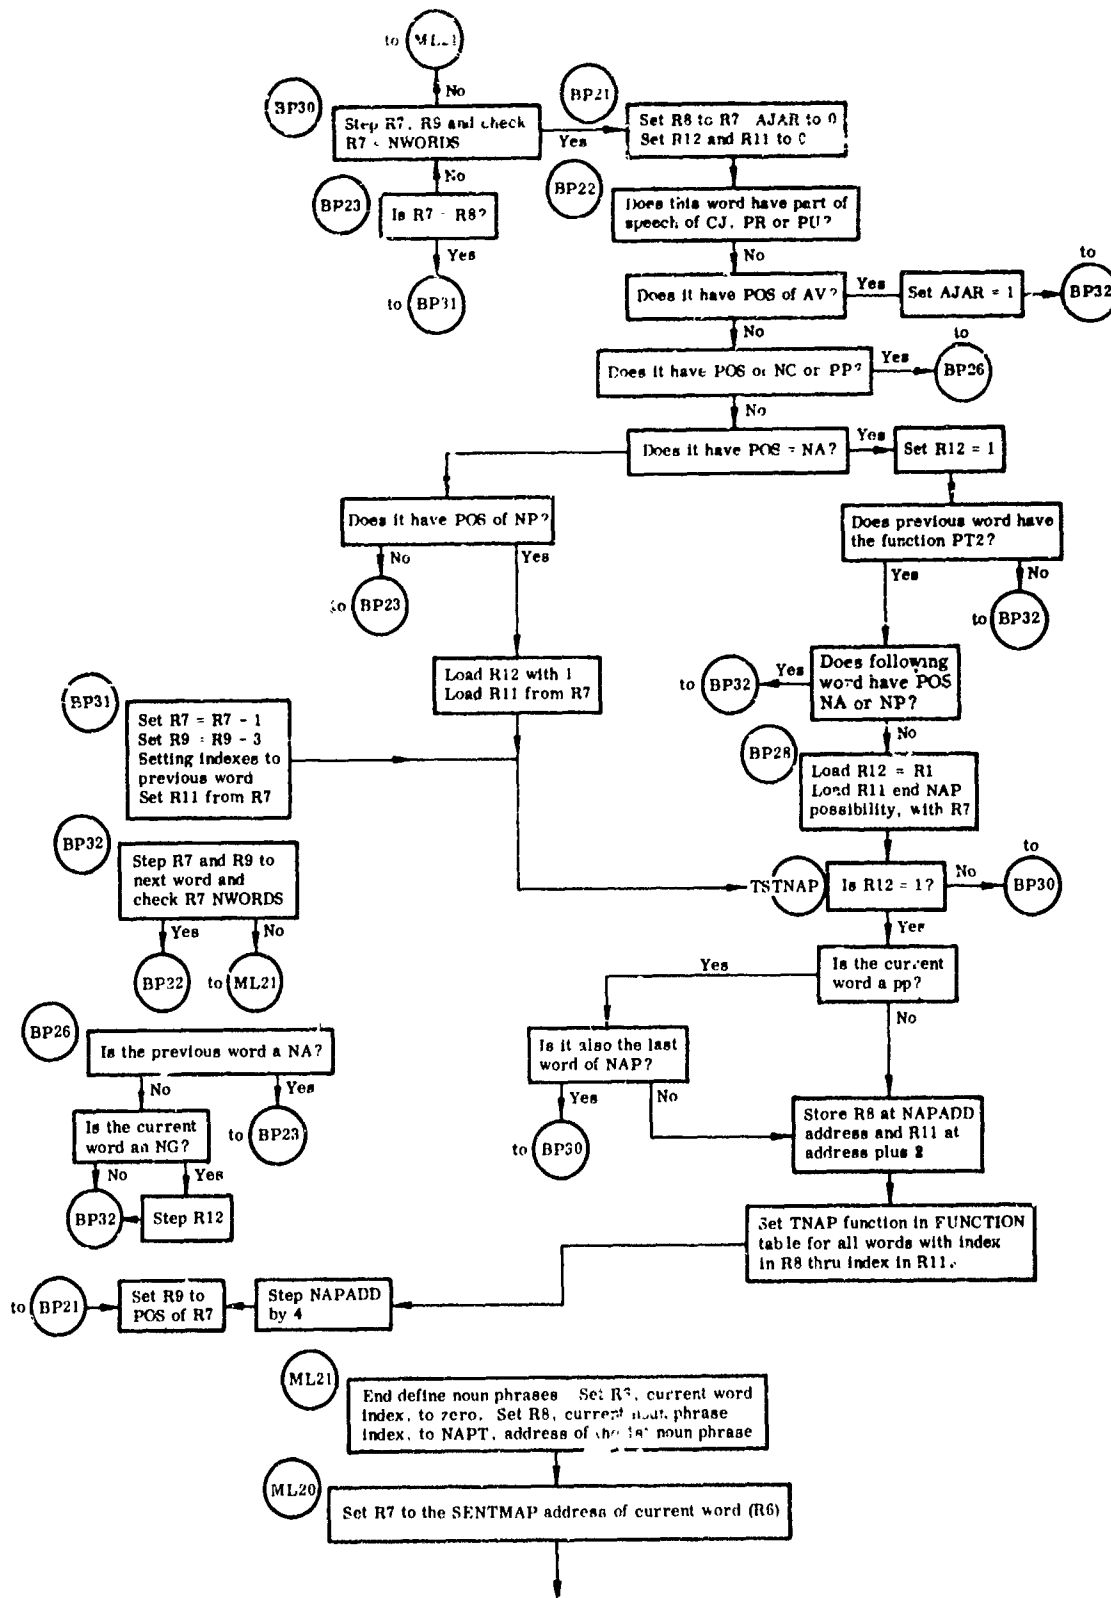 to ML21
No
BP30
Step R7, R9 and check
R7 < NWORDS
Yes
BP21
Set R8 to R7 AJAR to 0
Set R12 and R11 to 0
No
BP23
Is R7 - R8?
Yes
to BP31
BP22
Does this word have part of
speech of CJ, PR or PU?
No
Does it have POS of AV?
Yes
Set AJAR = 1
to
BP32
No
Does it have POS or NC or PP?
Yes
to
BP26
No
Does it have POS = NA?
Yes
Set R12 = 1
Does it have POS of NP?
No
Yes
to BP23
Does previous word have
the function PT2?
Yes
No
to BP32
Load R12 with 1
Load R11 from R7
Does following
word have POS
NA or NP?
Yes
to BP32
No
BP31
Set R7 = R7 - 1
Set R9 = R9 - 3
Setting indexes to
previous word
Set R11 from R7
BP28
Load R12 = R1
Load R11 end NAP
possibility, with R7
BP32
Step R7 and R9 to
next word and
check R7 NWORDS
Yes
No
BP22
to ML21
TSTNAP
Is R12 = 1?
No
to
BP30
Yes
Is the current
word a pp?
Yes
No
BP26
Is the previous word a NA?
No
Yes
to BP23
Is it also the last
word of NAP?
Yes
No
to BP30
Is the current
word an NG?
No
Yes
BP32
Step R12
Store R8 at NAPADD
address and R11 at
address plus 2
Set TNAP function in FUNCTION
table for all words with index
in R8 thru index in R11.
to BP21
Set R9 to
POS of R7
Step NAPADD
by 4
ML21
End define noun phrases Set current word
index, to zero. Set R8, current noun phrase
index, to NAPT, address of the 1st noun phrase
ML20
Set R7 to the SENTMAP address of current word (R6)